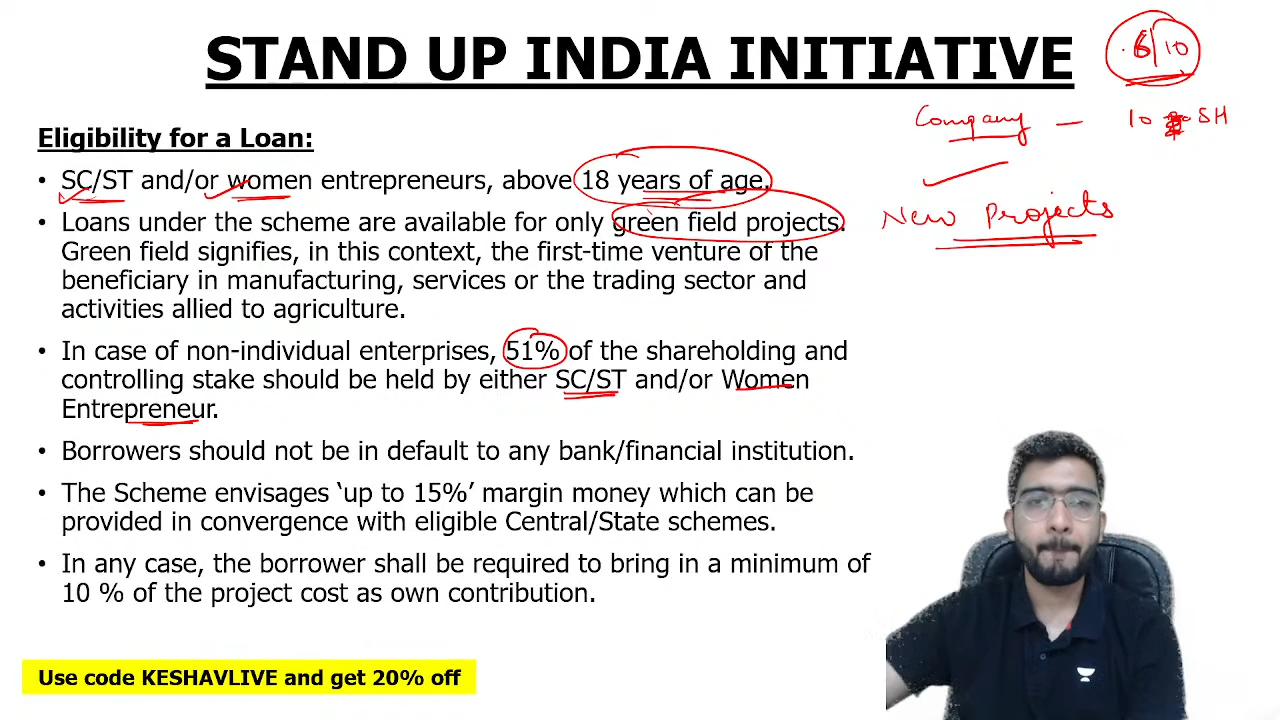 STAND UP INDIA INITIATIVE
6/10
Company — 10 SH
Eligibility for a Loan:
• SC/ST and/or women entrepreneurs, above 18 years of age.
• Loans under the scheme are available for only green field projects.
New Projects
Green field signifies, in this context, the first-time venture of the
beneficiary in manufacturing, services or the trading sector and
activities allied to agriculture.
• In case of non-individual enterprises, 51% of the shareholding and
controlling stake should be held by either SC/ST and/or Women
Entrepreneur.
• Borrowers should not be in default to any bank/financial institution.
• The Scheme envisages ‘up to 15%’ margin money which can be
provided in convergence with eligible Central/State schemes.
• In any case, the borrower shall be required to bring in a minimum of
10 % of the project cost as own contribution.
Use code KESHAVLIVE and get 20% off